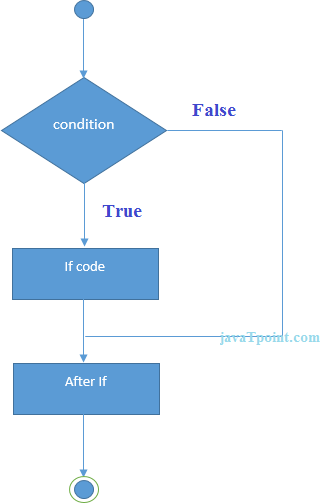 condition
False
True
If code
javaTpoint.com
After If